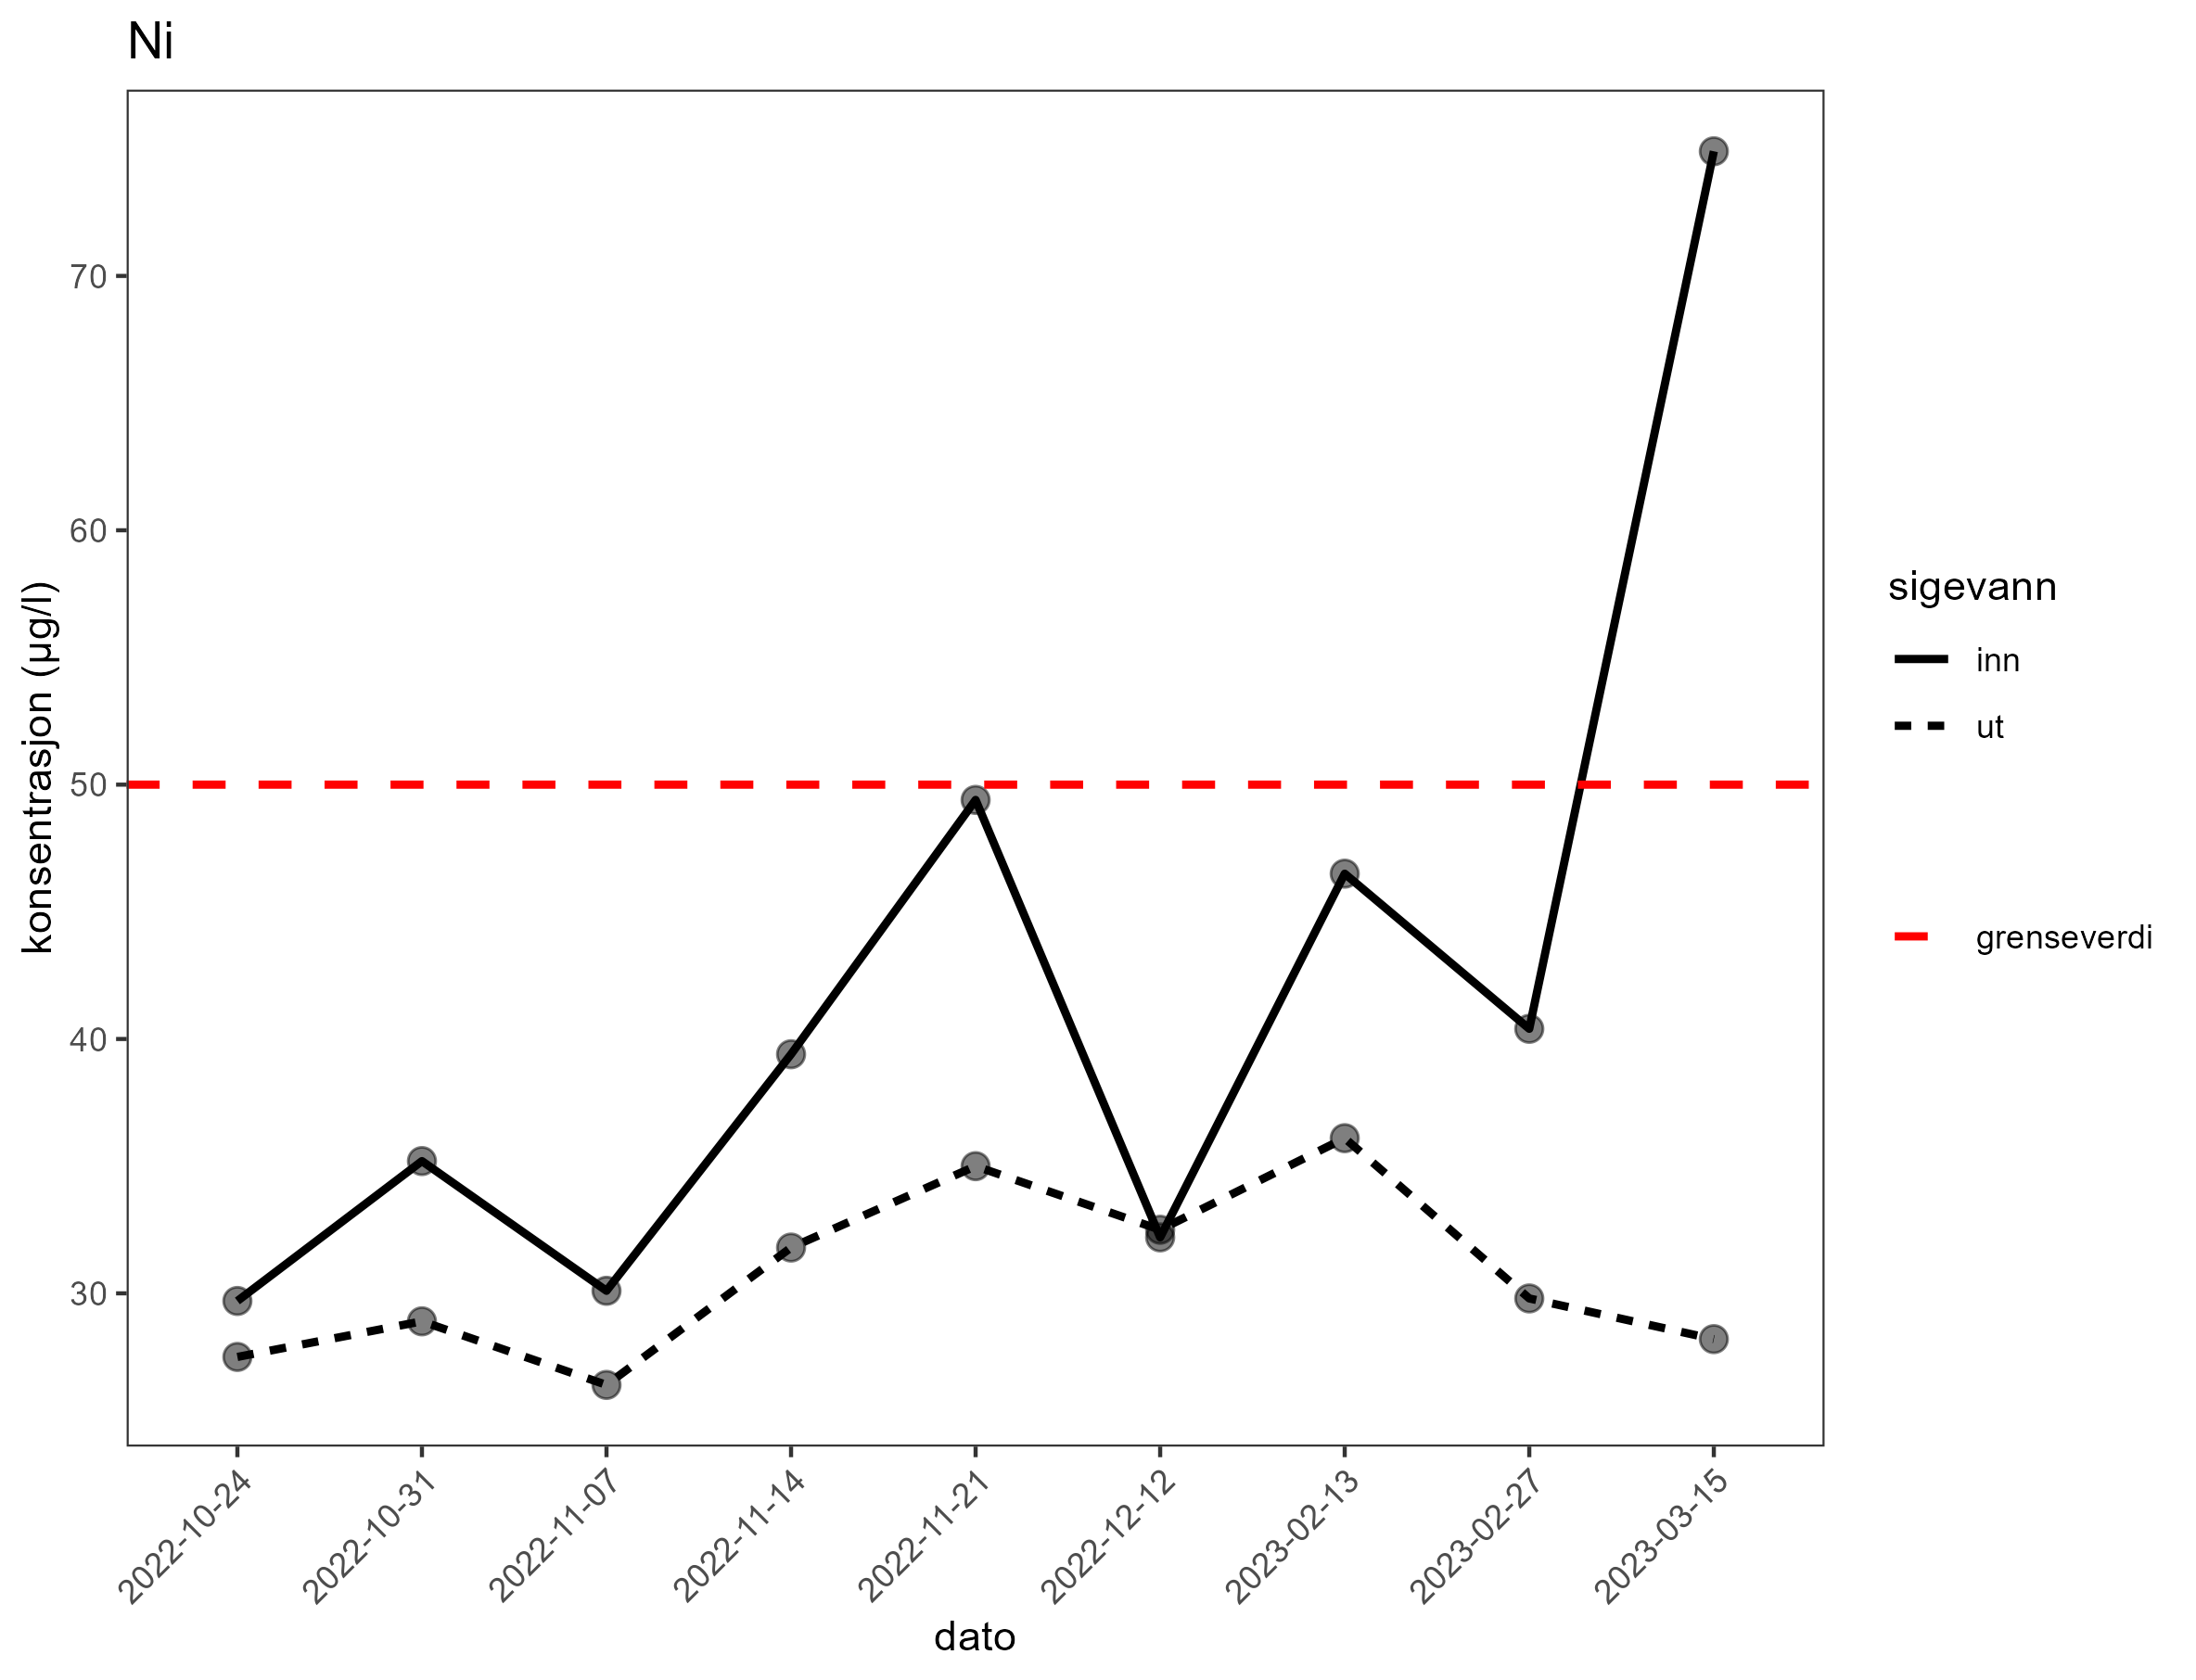 Ni
konsentrasjon (µg/l)
70
60
50
40
30
2022-10-24
2022-10-31
2022-11-07
2022-11-14
2022-11-21
2022-12-12
2023-02-13
2023-02-27
2023-03-15
dato
sigevann
inn
ut
grenseverdi